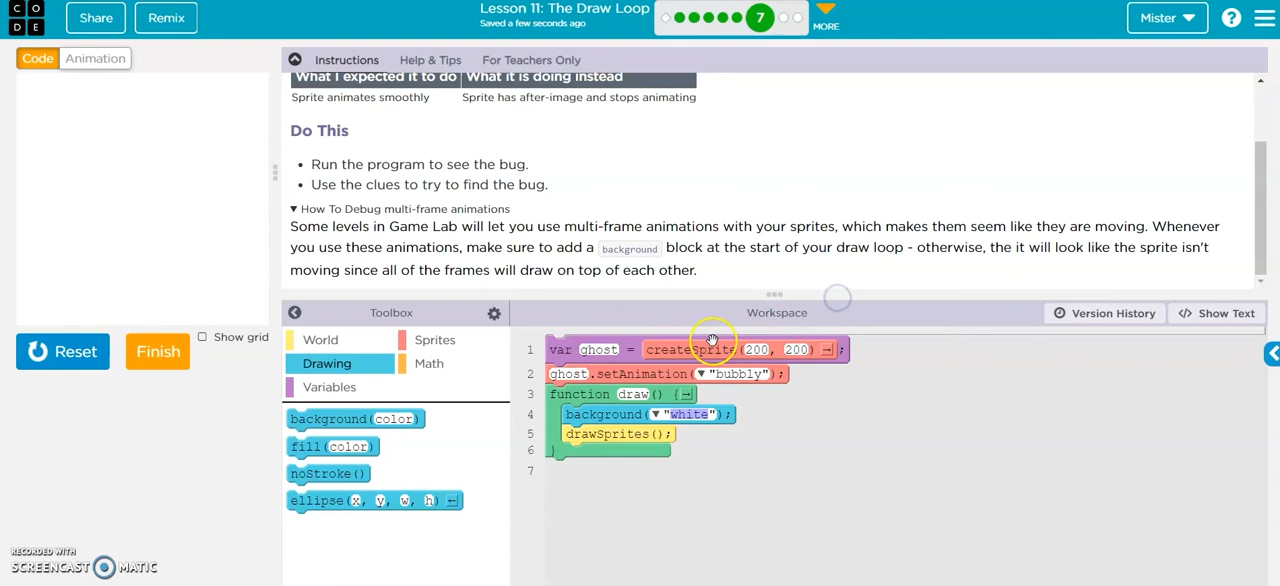 C O
D E
Share
Remix
Lesson 11: The Draw Loop
Saved a few seconds ago
7
MORE
Mister
?
Code
Animation
Instructions
Help & Tips
For Teachers Only
What I expected it to do
What it is doing instead
Sprite animates smoothly
Sprite has after-image and stops animating
Do This
• Run the program to see the bug.
• Use the clues to try to find the bug.
▼ How To Debug multi-frame animations
Some levels in Game Lab will let you use multi-frame animations with your sprites, which makes them seem like they are moving. Whenever
you use these animations, make sure to add a background block at the start of your draw loop - otherwise, the it will look like the sprite isn't
moving since all of the frames will draw on top of each other.
Toolbox
Workspace
Version History
</> Show Text
Reset
Finish
Show grid
World
Sprites
Drawing
Math
Variables
background(color)
fill(color)
noStroke()
ellipse(x, y, w, h)
1 var ghost = createSprite(200, 200);
2 ghost.setAnimation("bubbly");
3 function draw() {
4 background("white");
5 drawSprites();
6 }
7
RECORDED WITH
SCREENCAST MATIC